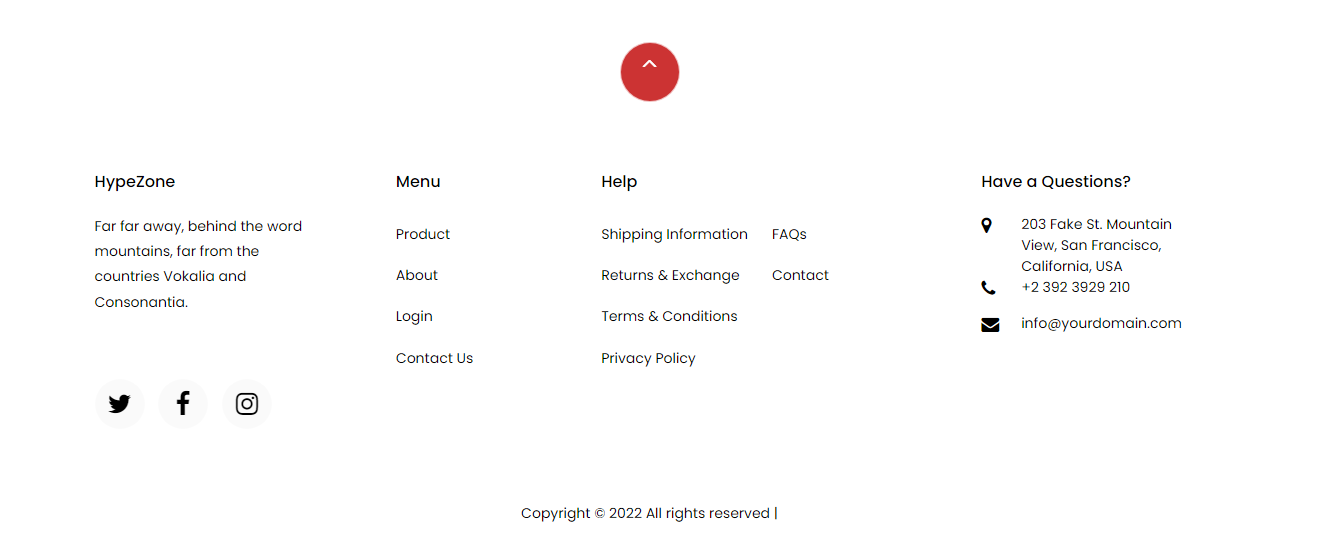 HypeZone
Far far away, behind the word
mountains, far from the
countries Vokalia and
Consonantia.
Menu
Product
About
Login
Contact Us
Help
Shipping Information
Returns & Exchange
Terms & Conditions
Privacy Policy
FAQs
Contact
Have a Questions?
203 Fake St. Mountain
View, San Francisco,
California, USA
+2 392 3929 210
info@yourdomain.com
Copyright © 2022 All rights reserved |